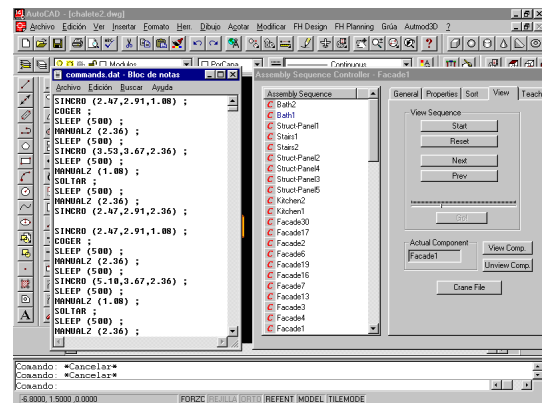 AutoCAD - [chalete2.dwg]
Archivo Edición Ver Insertar Formato Herr. Dibujo Acotar Modificar FH Design FH Planning Grúa Autmod3D ?
Modulos PorCapa Continuous
commands.dat - Bloc de notas
Archivo Edición Buscar Ayuda
SINCRO (2.47,2.91,1.08) ;
COGER ;
SLEEP (500) ;
MANUALZ (2.36) ;
SLEEP (500) ;
SINCRO (3.53,3.67,2.36) ;
MANUALZ (1.08) ;
SOLTAR ;
SLEEP (500) ;
MANUALZ (2.36) ;
SINCRO (2.47,2.91,2.36) ;
SINCRO (2.47,2.91,1.08) ;
COGER ;
SLEEP (500) ;
MANUALZ (2.36) ;
SLEEP (500) ;
SINCRO (5.10,3.67,2.36) ;
SLEEP (500) ;
MANUALZ (1.08) ;
SOLTAR ;
SLEEP (500) ;
MANUALZ (2.36) ;
Assembly Sequence Controller - Facade1
Assembly Sequence
Bath2
Bath1
Struct-Panel1
Stairs1
Stairs2
Struct-Panel2
Struct-Panel4
Struct-Panel3
Struct-Panel5
Kitchen2
Kitchen1
Facade30
Facade17
Facade2
Facade6
Facade19
Facade16
Facade7
Facade13
Facade3
Facade4
Facade1
General Properties Sort View Teach
View Sequence
Start
Reset
Next
Prev
Go!
Actual Component
Facade1
View Comp.
Unview Comp.
Crane File
Comando: *Cancelar*
Comando: *Cancelar*
Comando:
-6.8000, 1.5000 ,0.0000 FORZC REJILLA ORTO REFENT MODEL TILEMODE